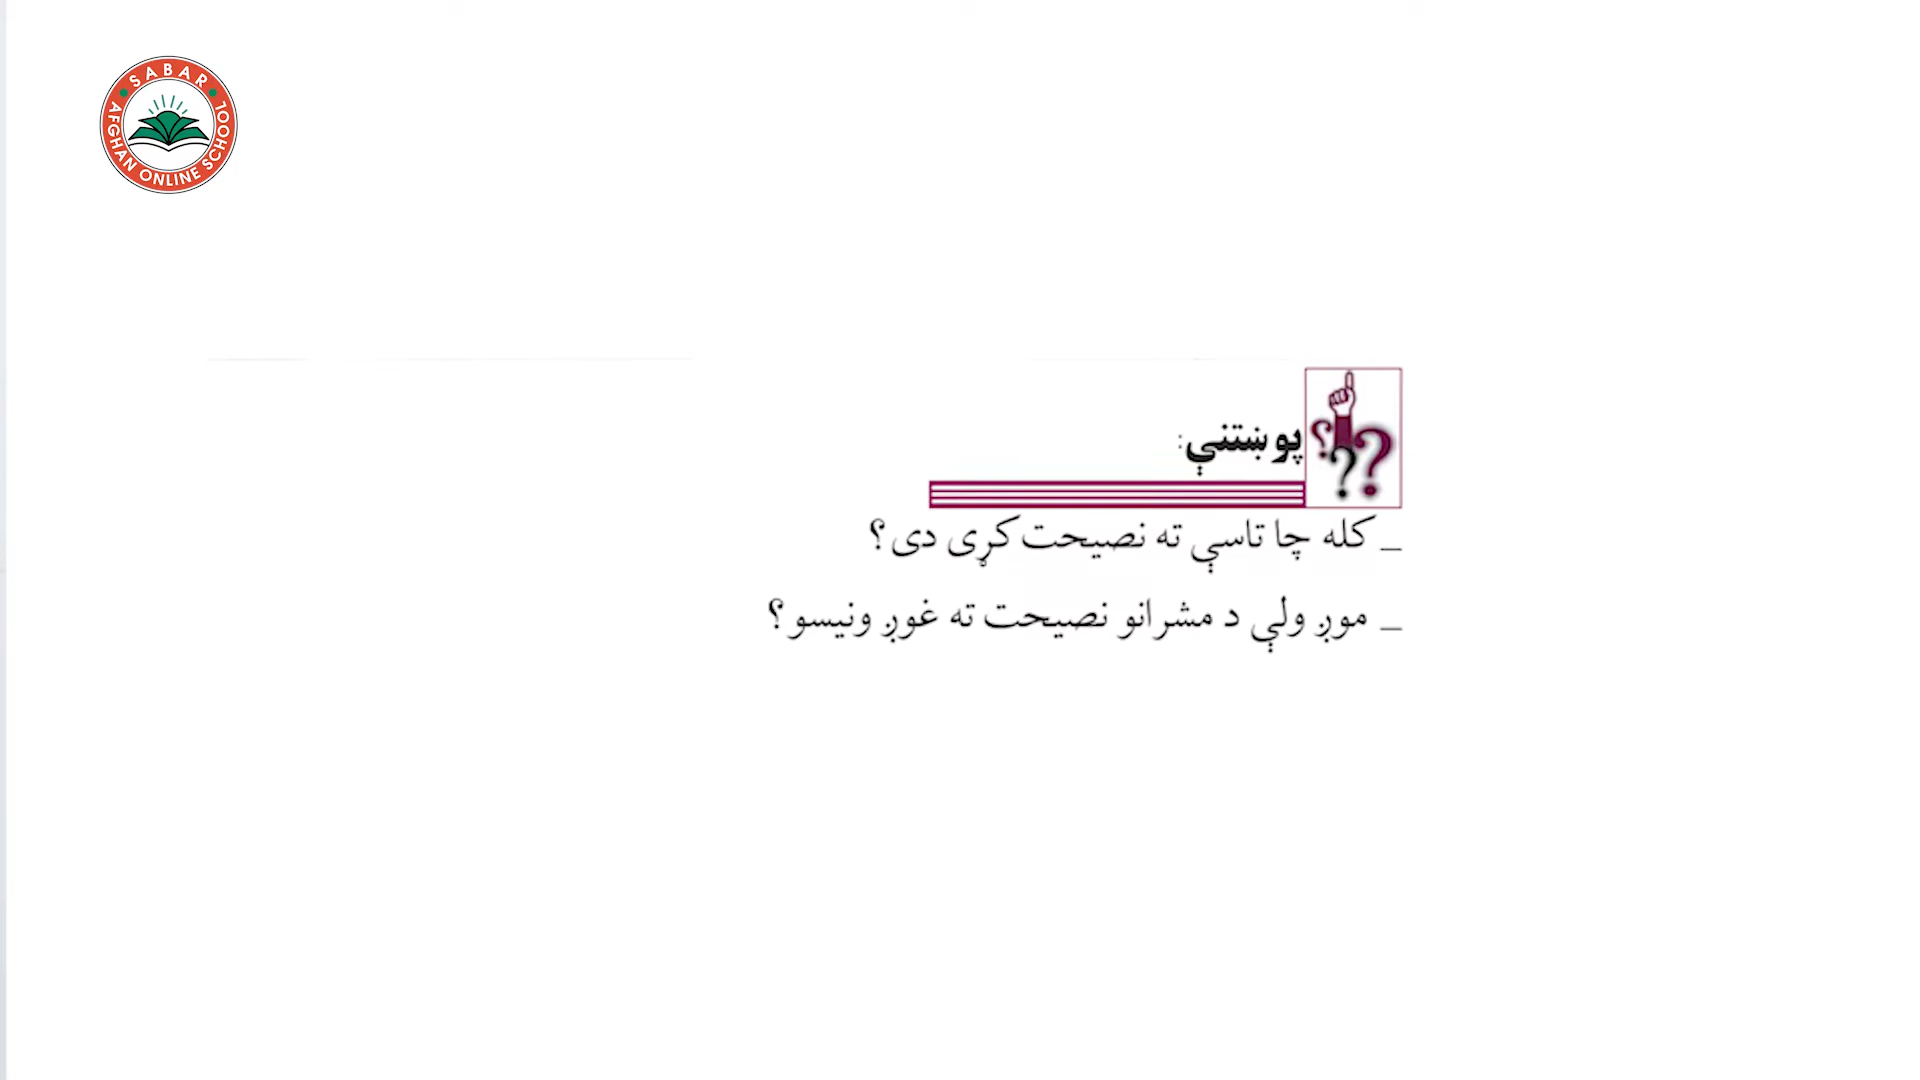 SABAR
AFGHAN ONLINE SCHOOL
پوښتنې:
_ کله چا تاسې ته نصیحت کړی دی؟
_ موږ ولې د مشرانو نصیحت ته غوږ ونیسو؟